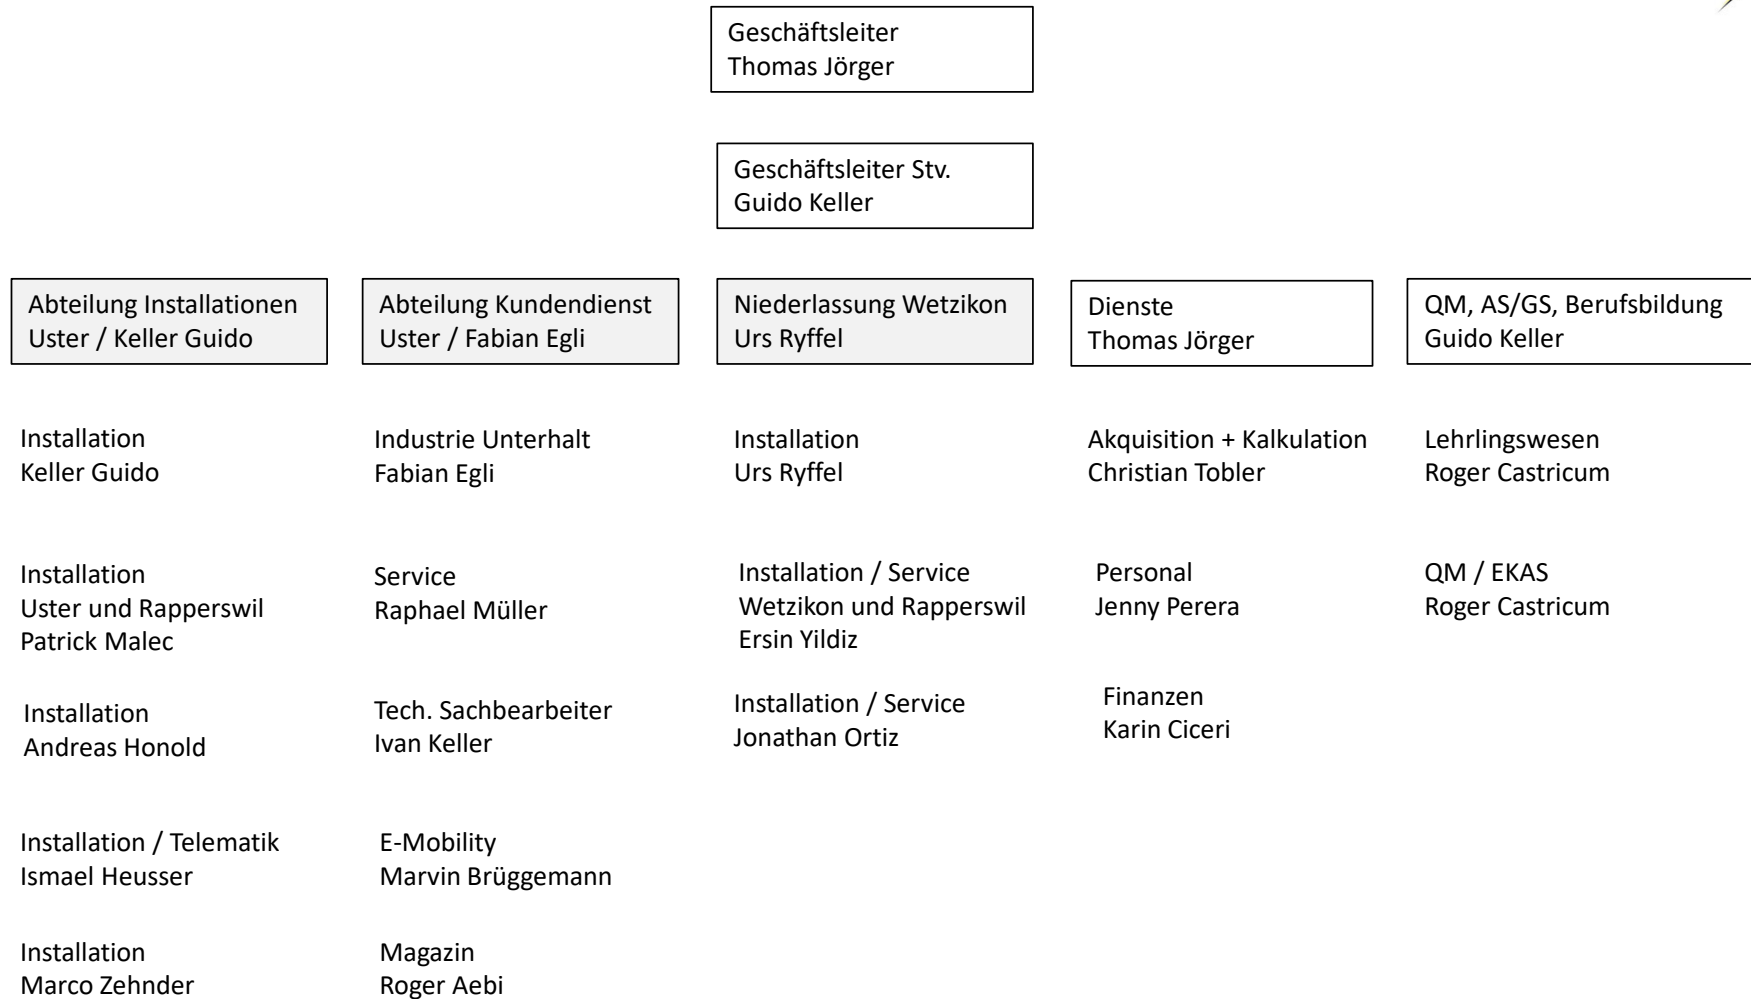 Geschäftsleiter
Thomas Jörger
Geschäftsleiter Stv.
Guido Keller
Abteilung Installationen
Uster / Keller Guido
Abteilung Kundendienst
Uster / Fabian Egli
Niederlassung Wetzikon
Urs Ryffel
Dienste
Thomas Jörger
QM, AS/GS, Berufsbildung
Guido Keller
Installation
Keller Guido
Industrie Unterhalt
Fabian Egli
Installation
Urs Ryffel
Akquisition + Kalkulation
Christian Tobler
Lehrlingswesen
Roger Castricum
Installation
Uster und Rapperswil
Patrick Malec
Service
Raphael Müller
Installation / Service
Wetzikon und Rapperswil
Ersin Yildiz
Personal
Jenny Perera
QM / EKAS
Roger Castricum
Installation
Andreas Honold
Tech. Sachbearbeiter
Ivan Keller
Installation / Service
Jonathan Ortiz
Finanzen
Karin Ciceri
Installation / Telematik
Ismael Heusser
E-Mobility
Marvin Brüggemann
Installation
Marco Zehnder
Magazin
Roger Aebi